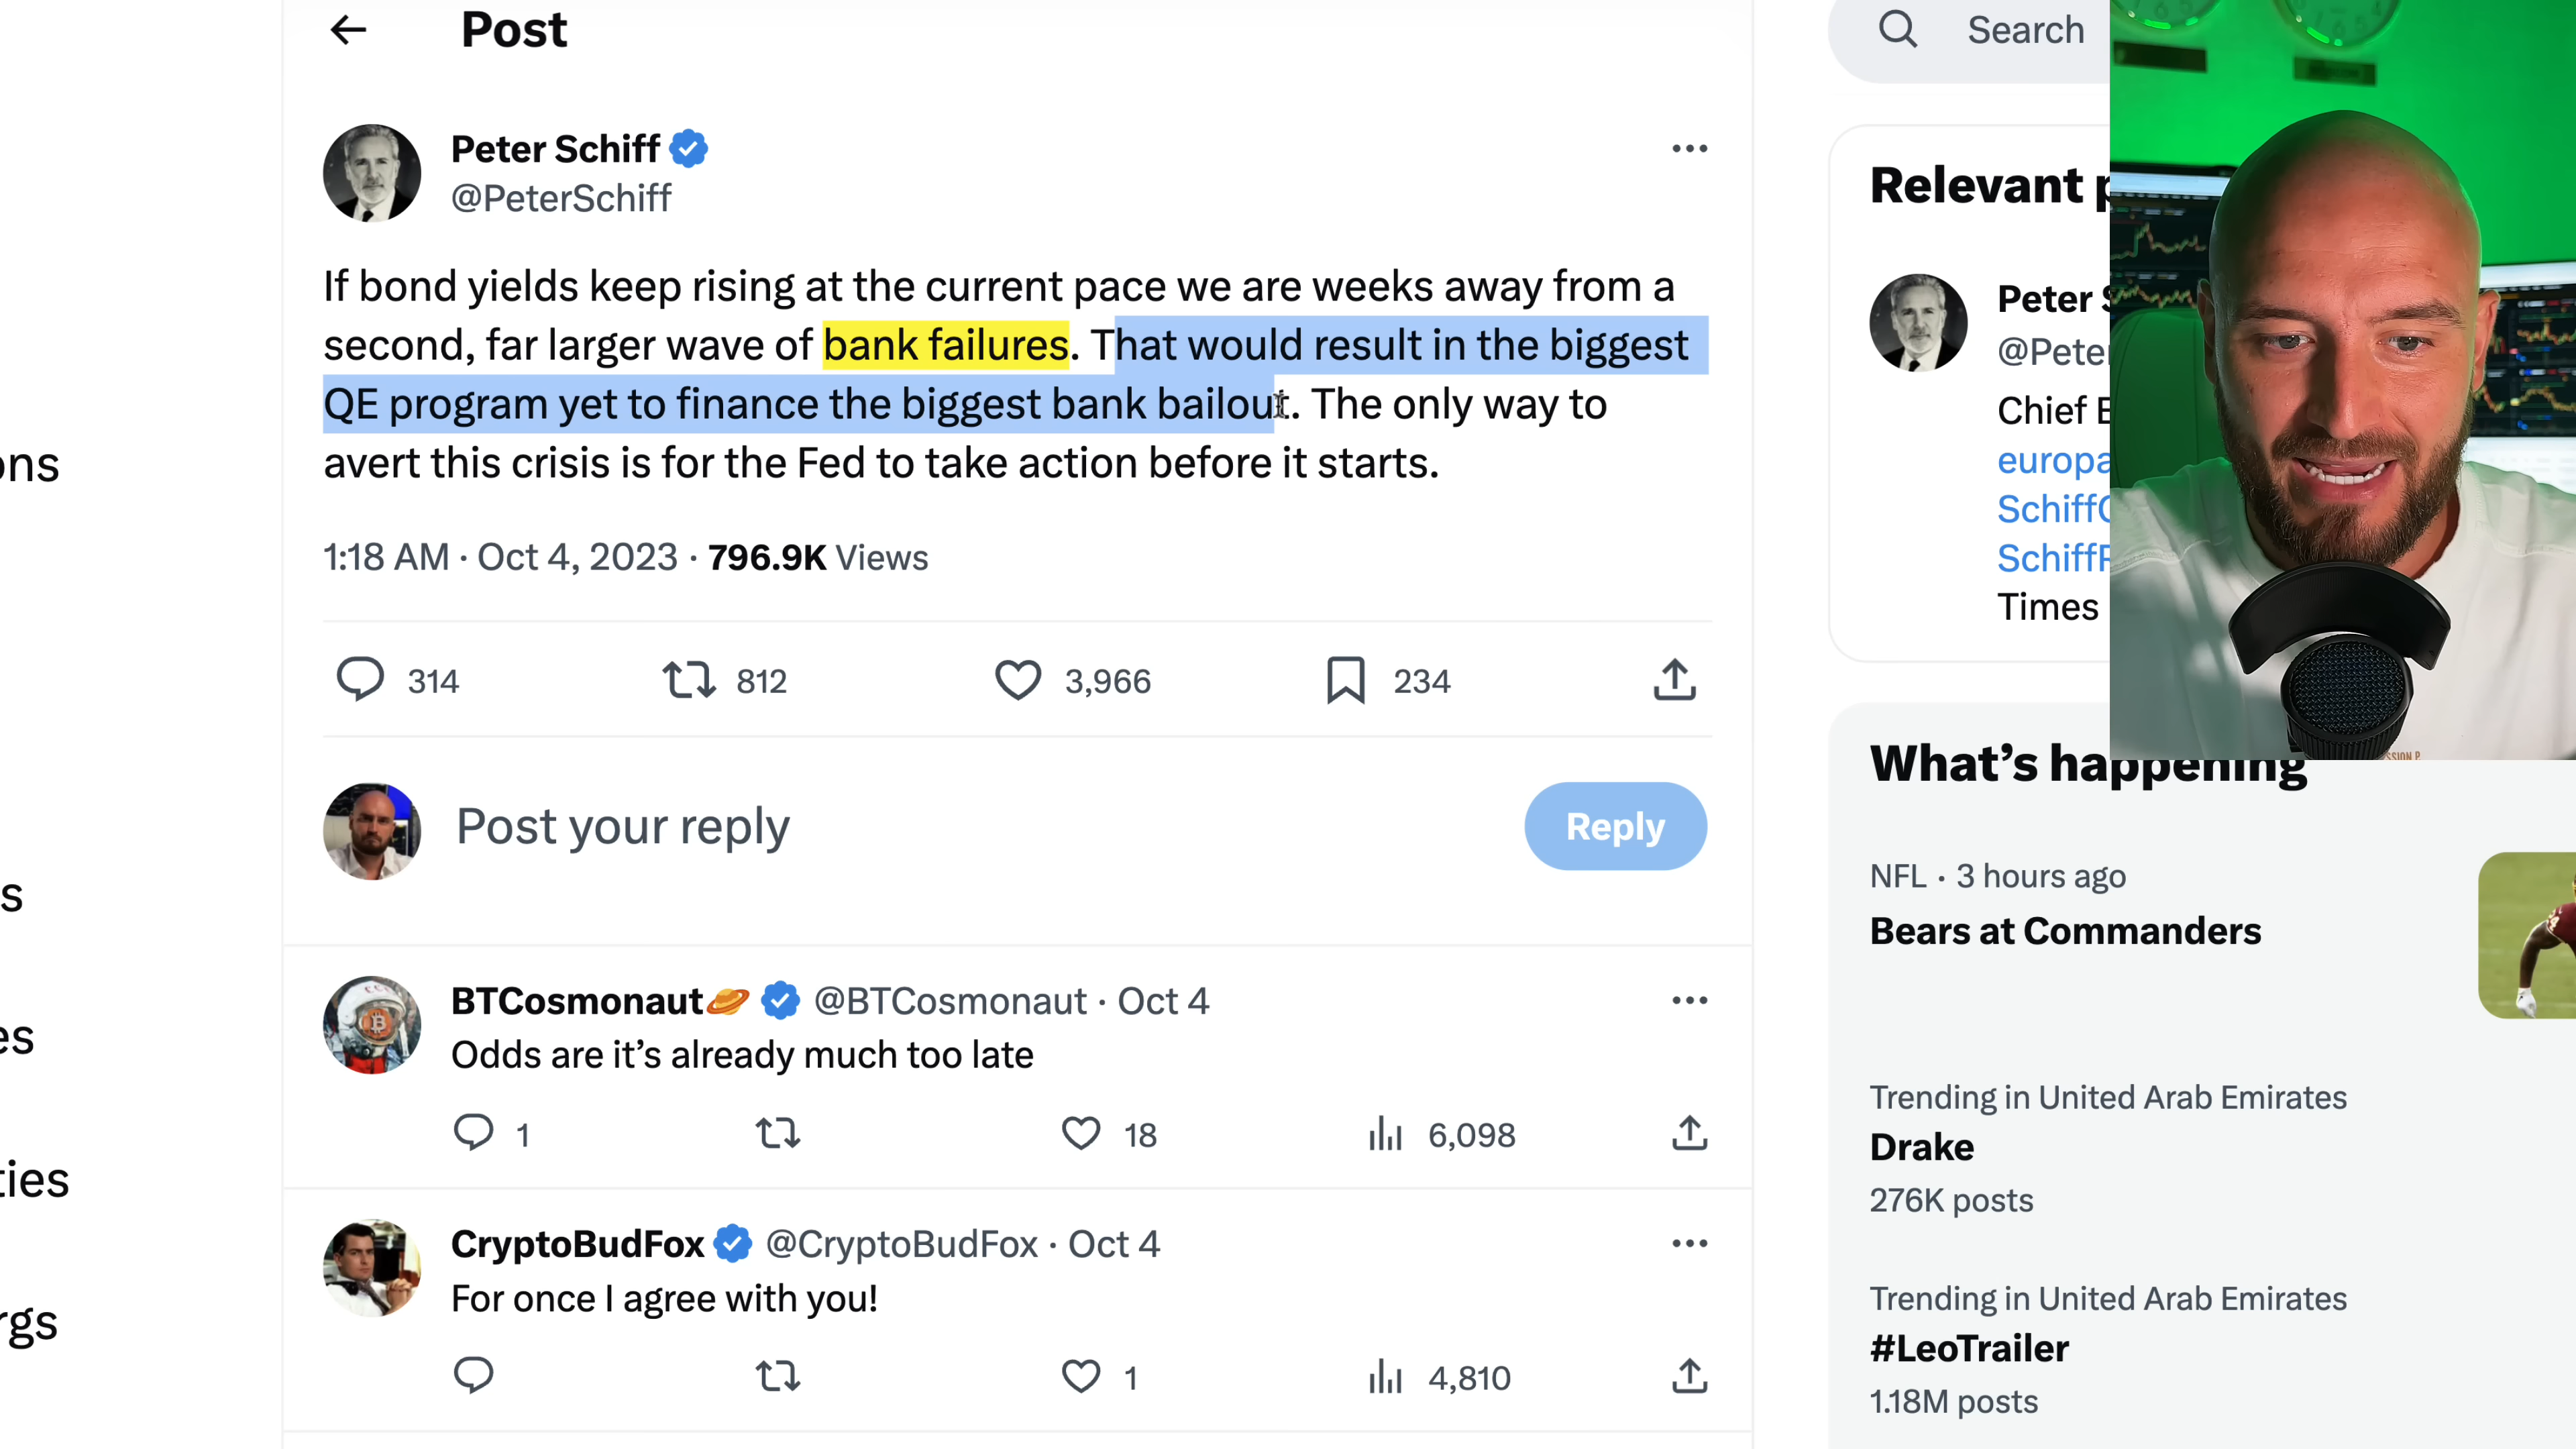 Post
Search
Peter Schiff
@PeterSchiff
If bond yields keep rising at the current pace we are weeks away from a
second, far larger wave of bank failures. That would result in the biggest
QE program yet to finance the biggest bank bailout. The only way to
avert this crisis is for the Fed to take action before it starts.
1:18 AM · Oct 4, 2023 · 796.9K Views
314 812 3,966 234
Post your reply
Reply
BTCosmonaut @BTCosmonaut · Oct 4
Odds are it's already much too late
1 18 6,098
CryptoBudFox @CryptoBudFox · Oct 4
For once I agree with you!
1 4,810
ons
s
es
ties
rgs
Relevant p
Peter S
@Peter
Chief E
europa
Schiff
Schiff
Times
What's happening
NFL · 3 hours ago
Bears at Commanders
Trending in United Arab Emirates
Drake
276K posts
Trending in United Arab Emirates
#LeoTrailer
1.18M posts